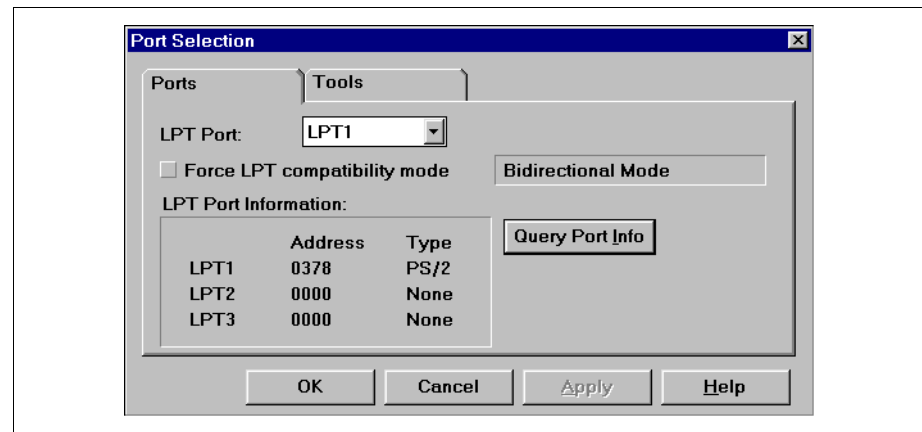 Port Selection
Ports Tools
LPT Port: LPT1
Force LPT compatibility mode Bidirectional Mode
LPT Port Information:
Query Port Info
Address Type
LPT1 0378 PS/2
LPT2 0000 None
LPT3 0000 None
OK Cancel Apply Help